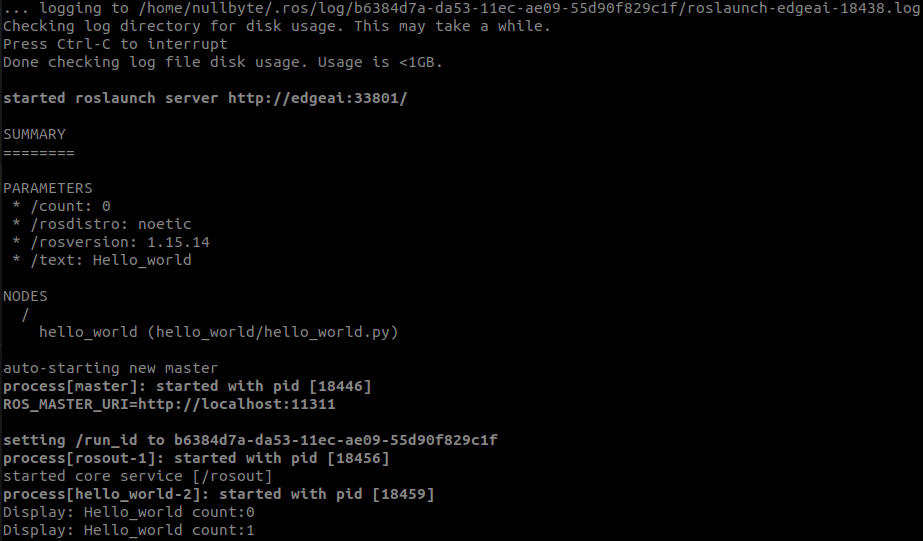 ... logging to /home/nullbyte/.ros/log/b6384d7a-da53-11ec-ae09-55d90f829c1f/roslaunch-edgeai-18438.log
Checking log directory for disk usage. This may take a while.
Press Ctrl-C to interrupt
Done checking log file disk usage. Usage is <1GB.
started roslaunch server http://edgeai:33801/
SUMMARY
========
PARAMETERS
* /count: 0
* /rosdistro: noetic
* /rosversion: 1.15.14
* /text: Hello_world
NODES
/
hello_world (hello_world/hello_world.py)
auto-starting new master
process[master]: started with pid [18446]
ROS_MASTER_URI=http://localhost:11311
setting /run_id to b6384d7a-da53-11ec-ae09-55d90f829c1f
process[rosout-1]: started with pid [18456]
started core service [/rosout]
process[hello_world-2]: started with pid [18459]
Display: Hello_world count:0
Display: Hello_world count:1